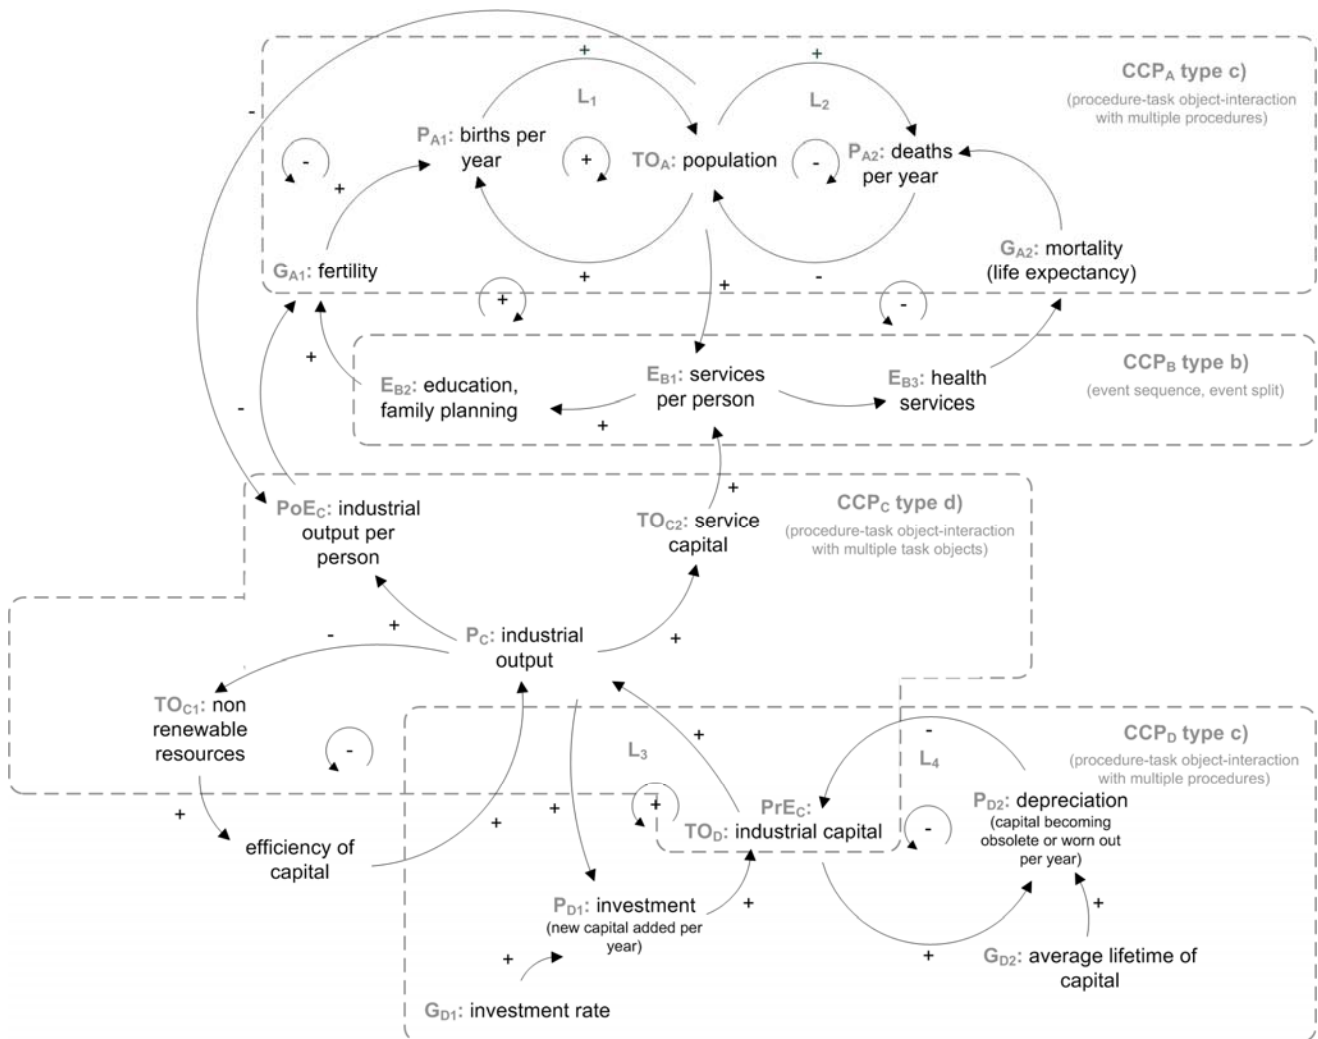 +
+
CCPA type c)
(procedure-task object-interaction
with multiple procedures)
L1
L2
-
PA1: births per
year
-
+
TOA: population
-
PA2: deaths
per year
+
GA1: fertility
GA2: mortality
(life expectancy)
+
-
+
+
-
CCPB type b)
(event sequence, event split)
+
EB2: education,
family planning
EB1: services
per person
EB3: health
services
-
+
+
PoEC: industrial
output per
person
TOC2: service
capital
CCPC type d)
(procedure-task object-interaction
with multiple task objects)
-
+
+
PC: industrial
output
TOC1: non
renewable
resources
-
L3
+
-
L4
CCPD type c)
(procedure-task object-interaction
with multiple procedures)
+
+
+
+
PrEC:
TOD: industrial capital
-
PD2: depreciation
(capital becoming
obsolete or worn out
per year)
efficiency of
capital
PD1: investment
(new capital added per
year)
+
+
+
+
GD2: average lifetime of
capital
GD1: investment rate